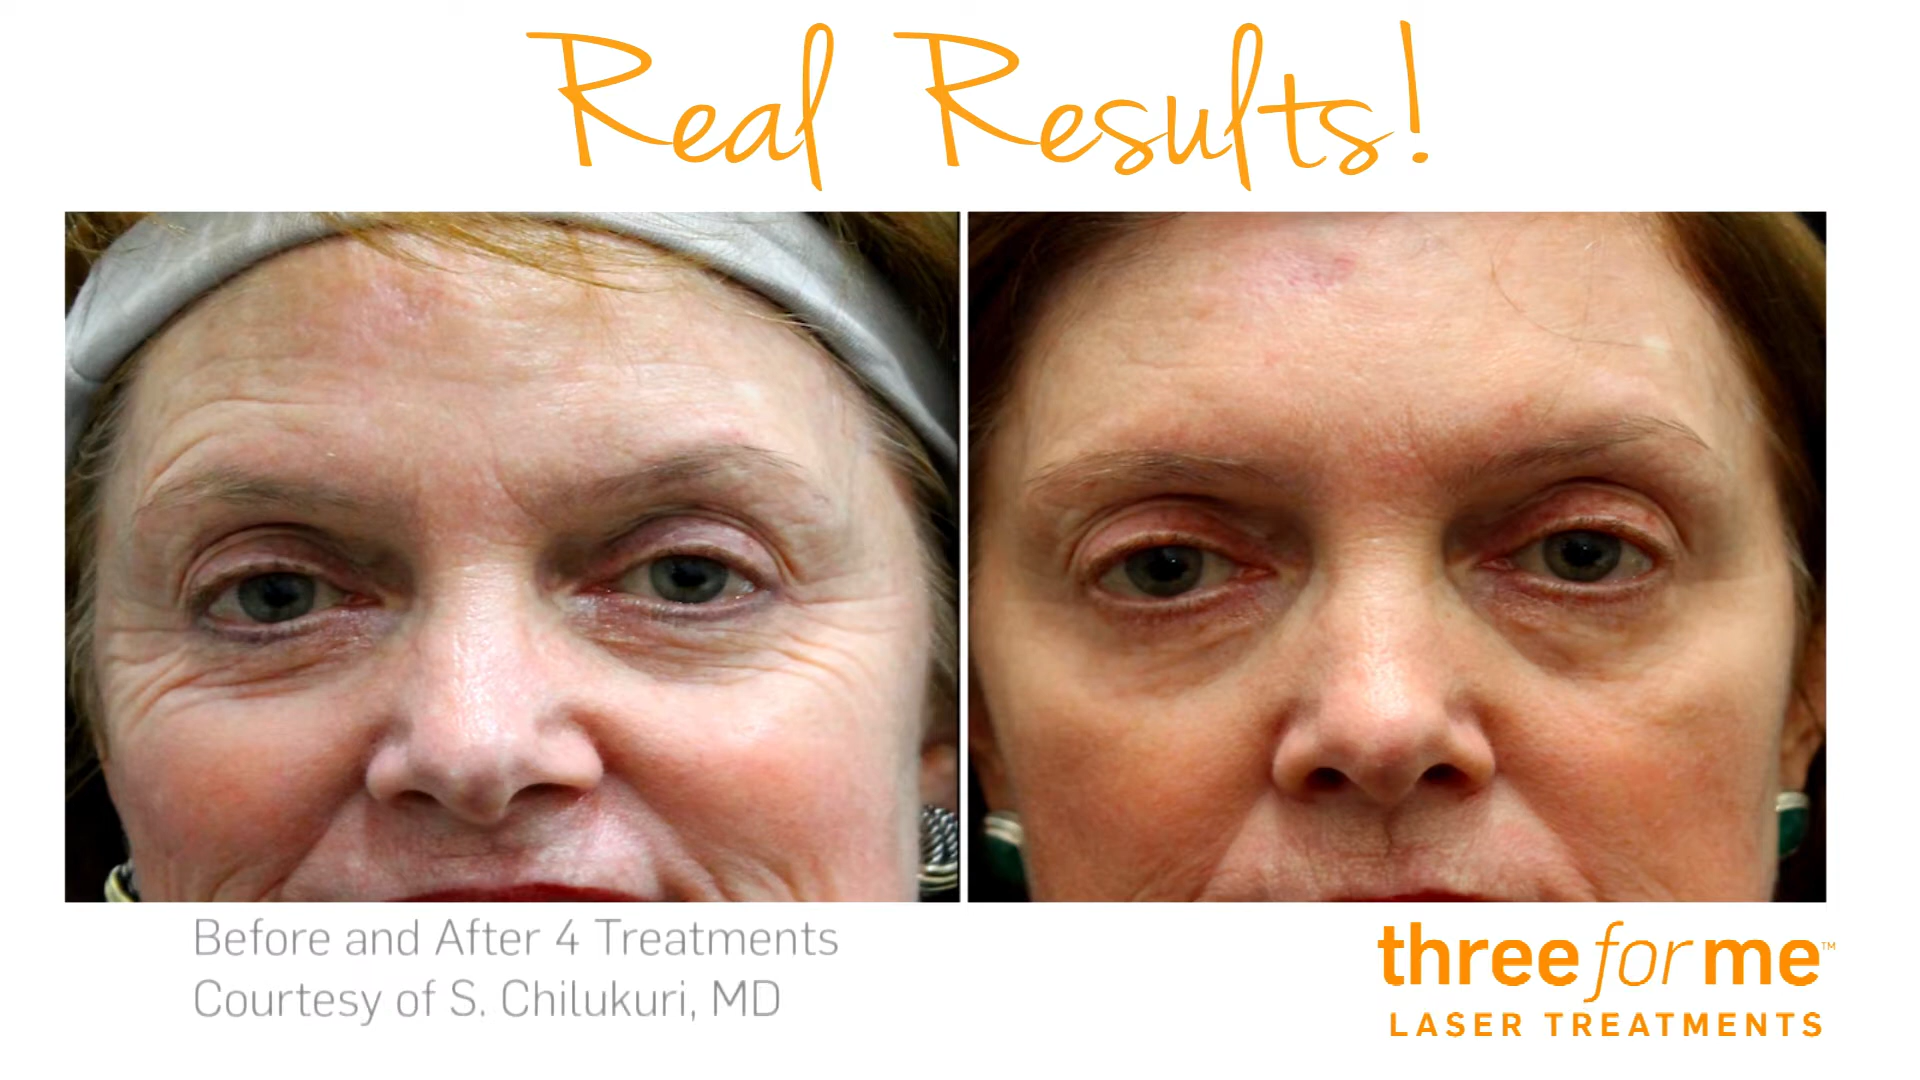 Real Results!
Before and After 4 Treatments
Courtesy of S. Chilukuri, MD
three for me™
LASER TREATMENTS